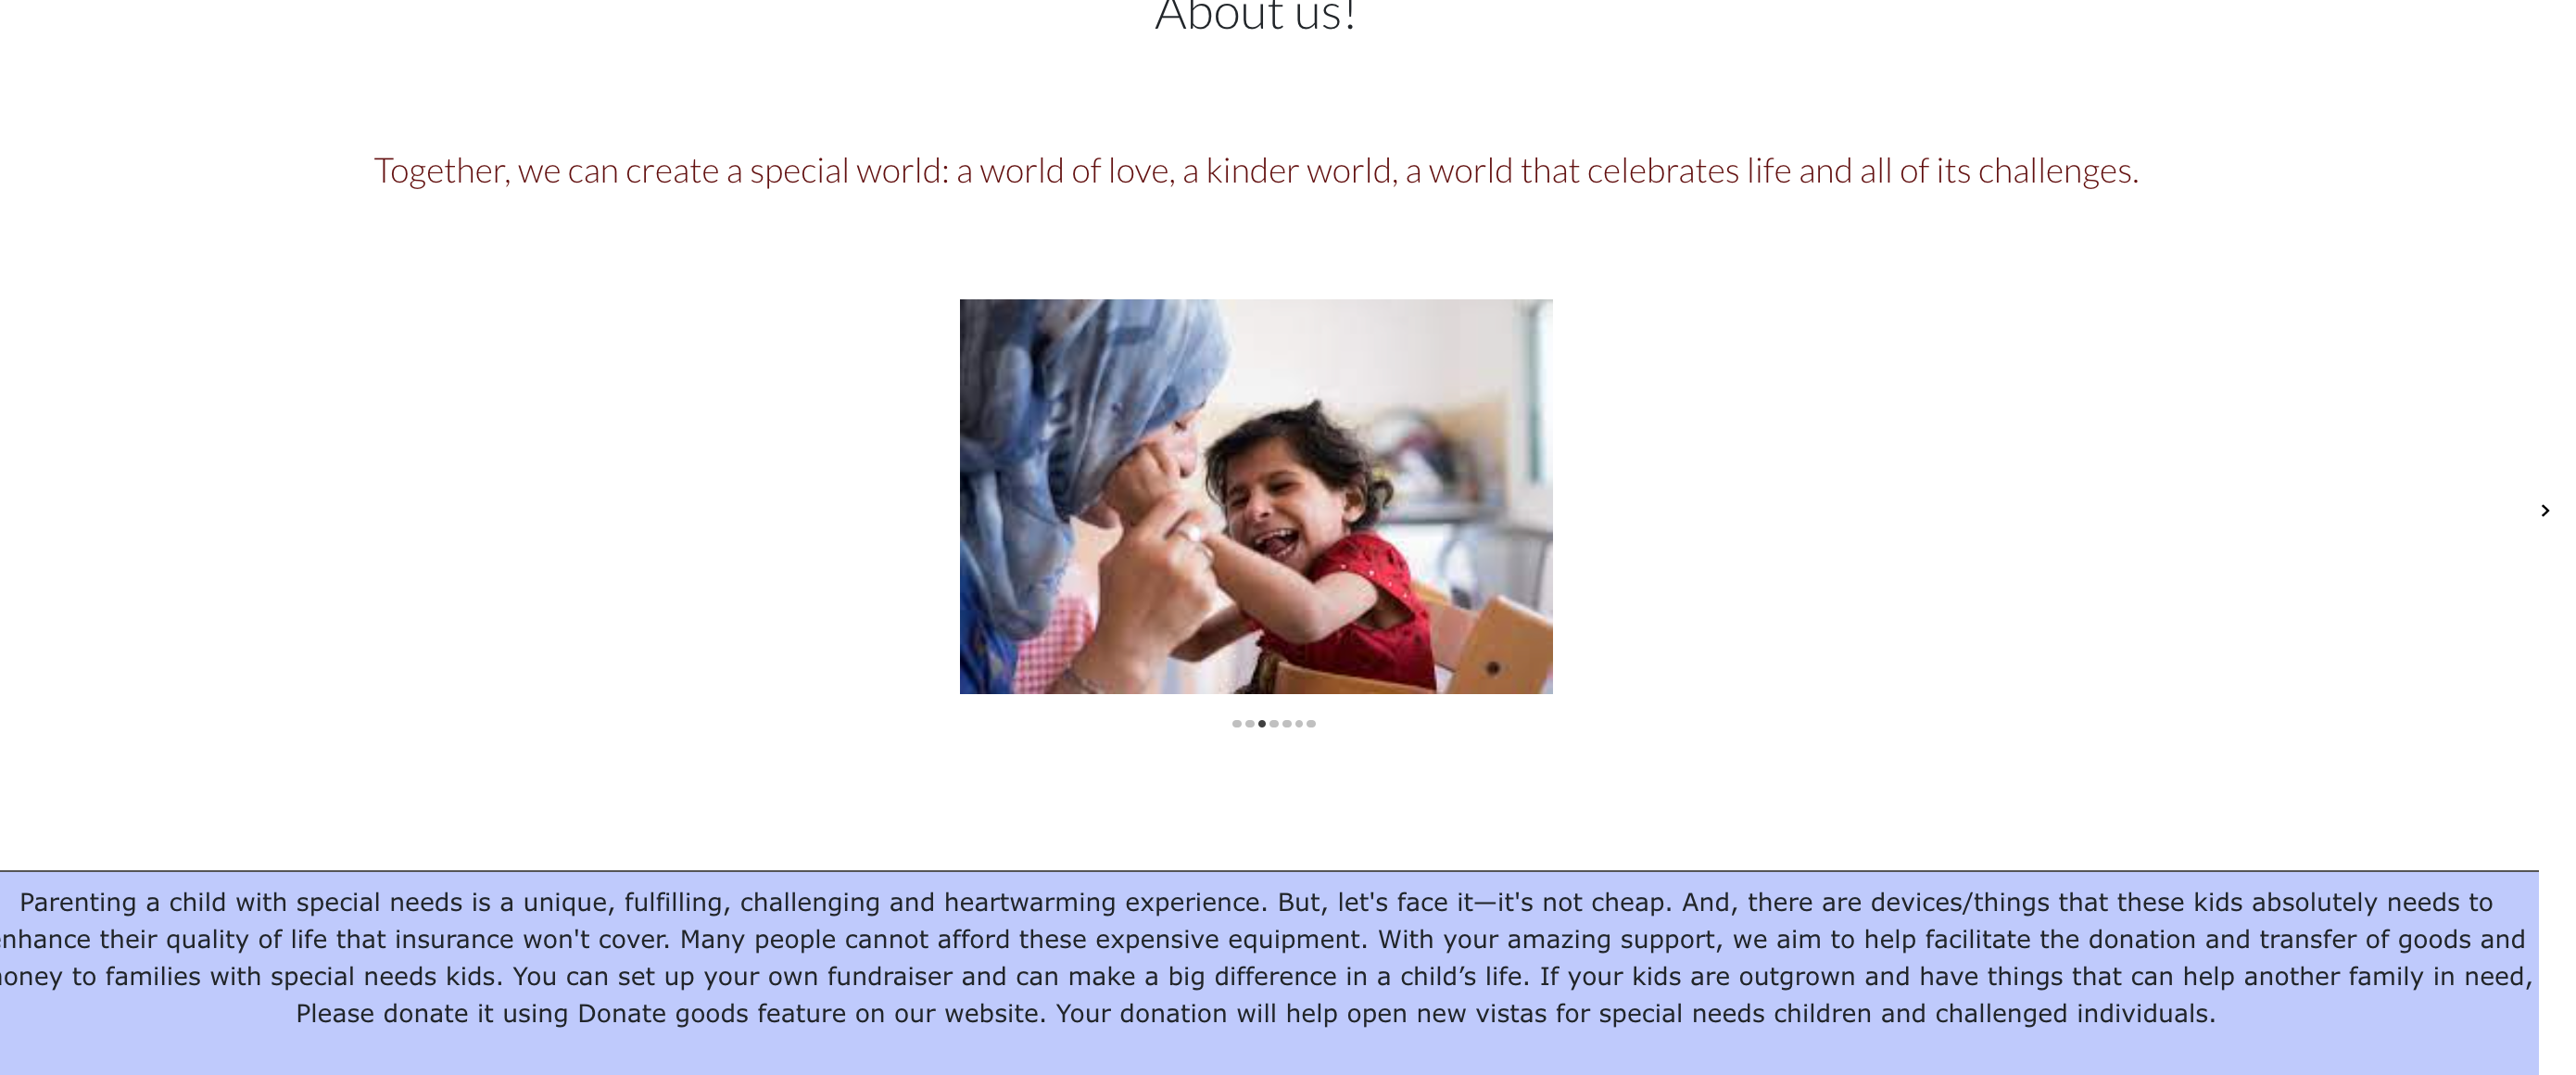 About us!
Together, we can create a special world: a world of love, a kinder world, a world that celebrates life and all of its challenges.
Parenting a child with special needs is a unique, fulfilling, challenging and heartwarming experience. But, let's face it—it's not cheap. And, there are devices/things that these kids absolutely needs to
enhance their quality of life that insurance won't cover. Many people cannot afford these expensive equipment. With your amazing support, we aim to help facilitate the donation and transfer of goods and
money to families with special needs kids. You can set up your own fundraiser and can make a big difference in a child’s life. If your kids are outgrown and have things that can help another family in need,
Please donate it using Donate goods feature on our website. Your donation will help open new vistas for special needs children and challenged individuals.